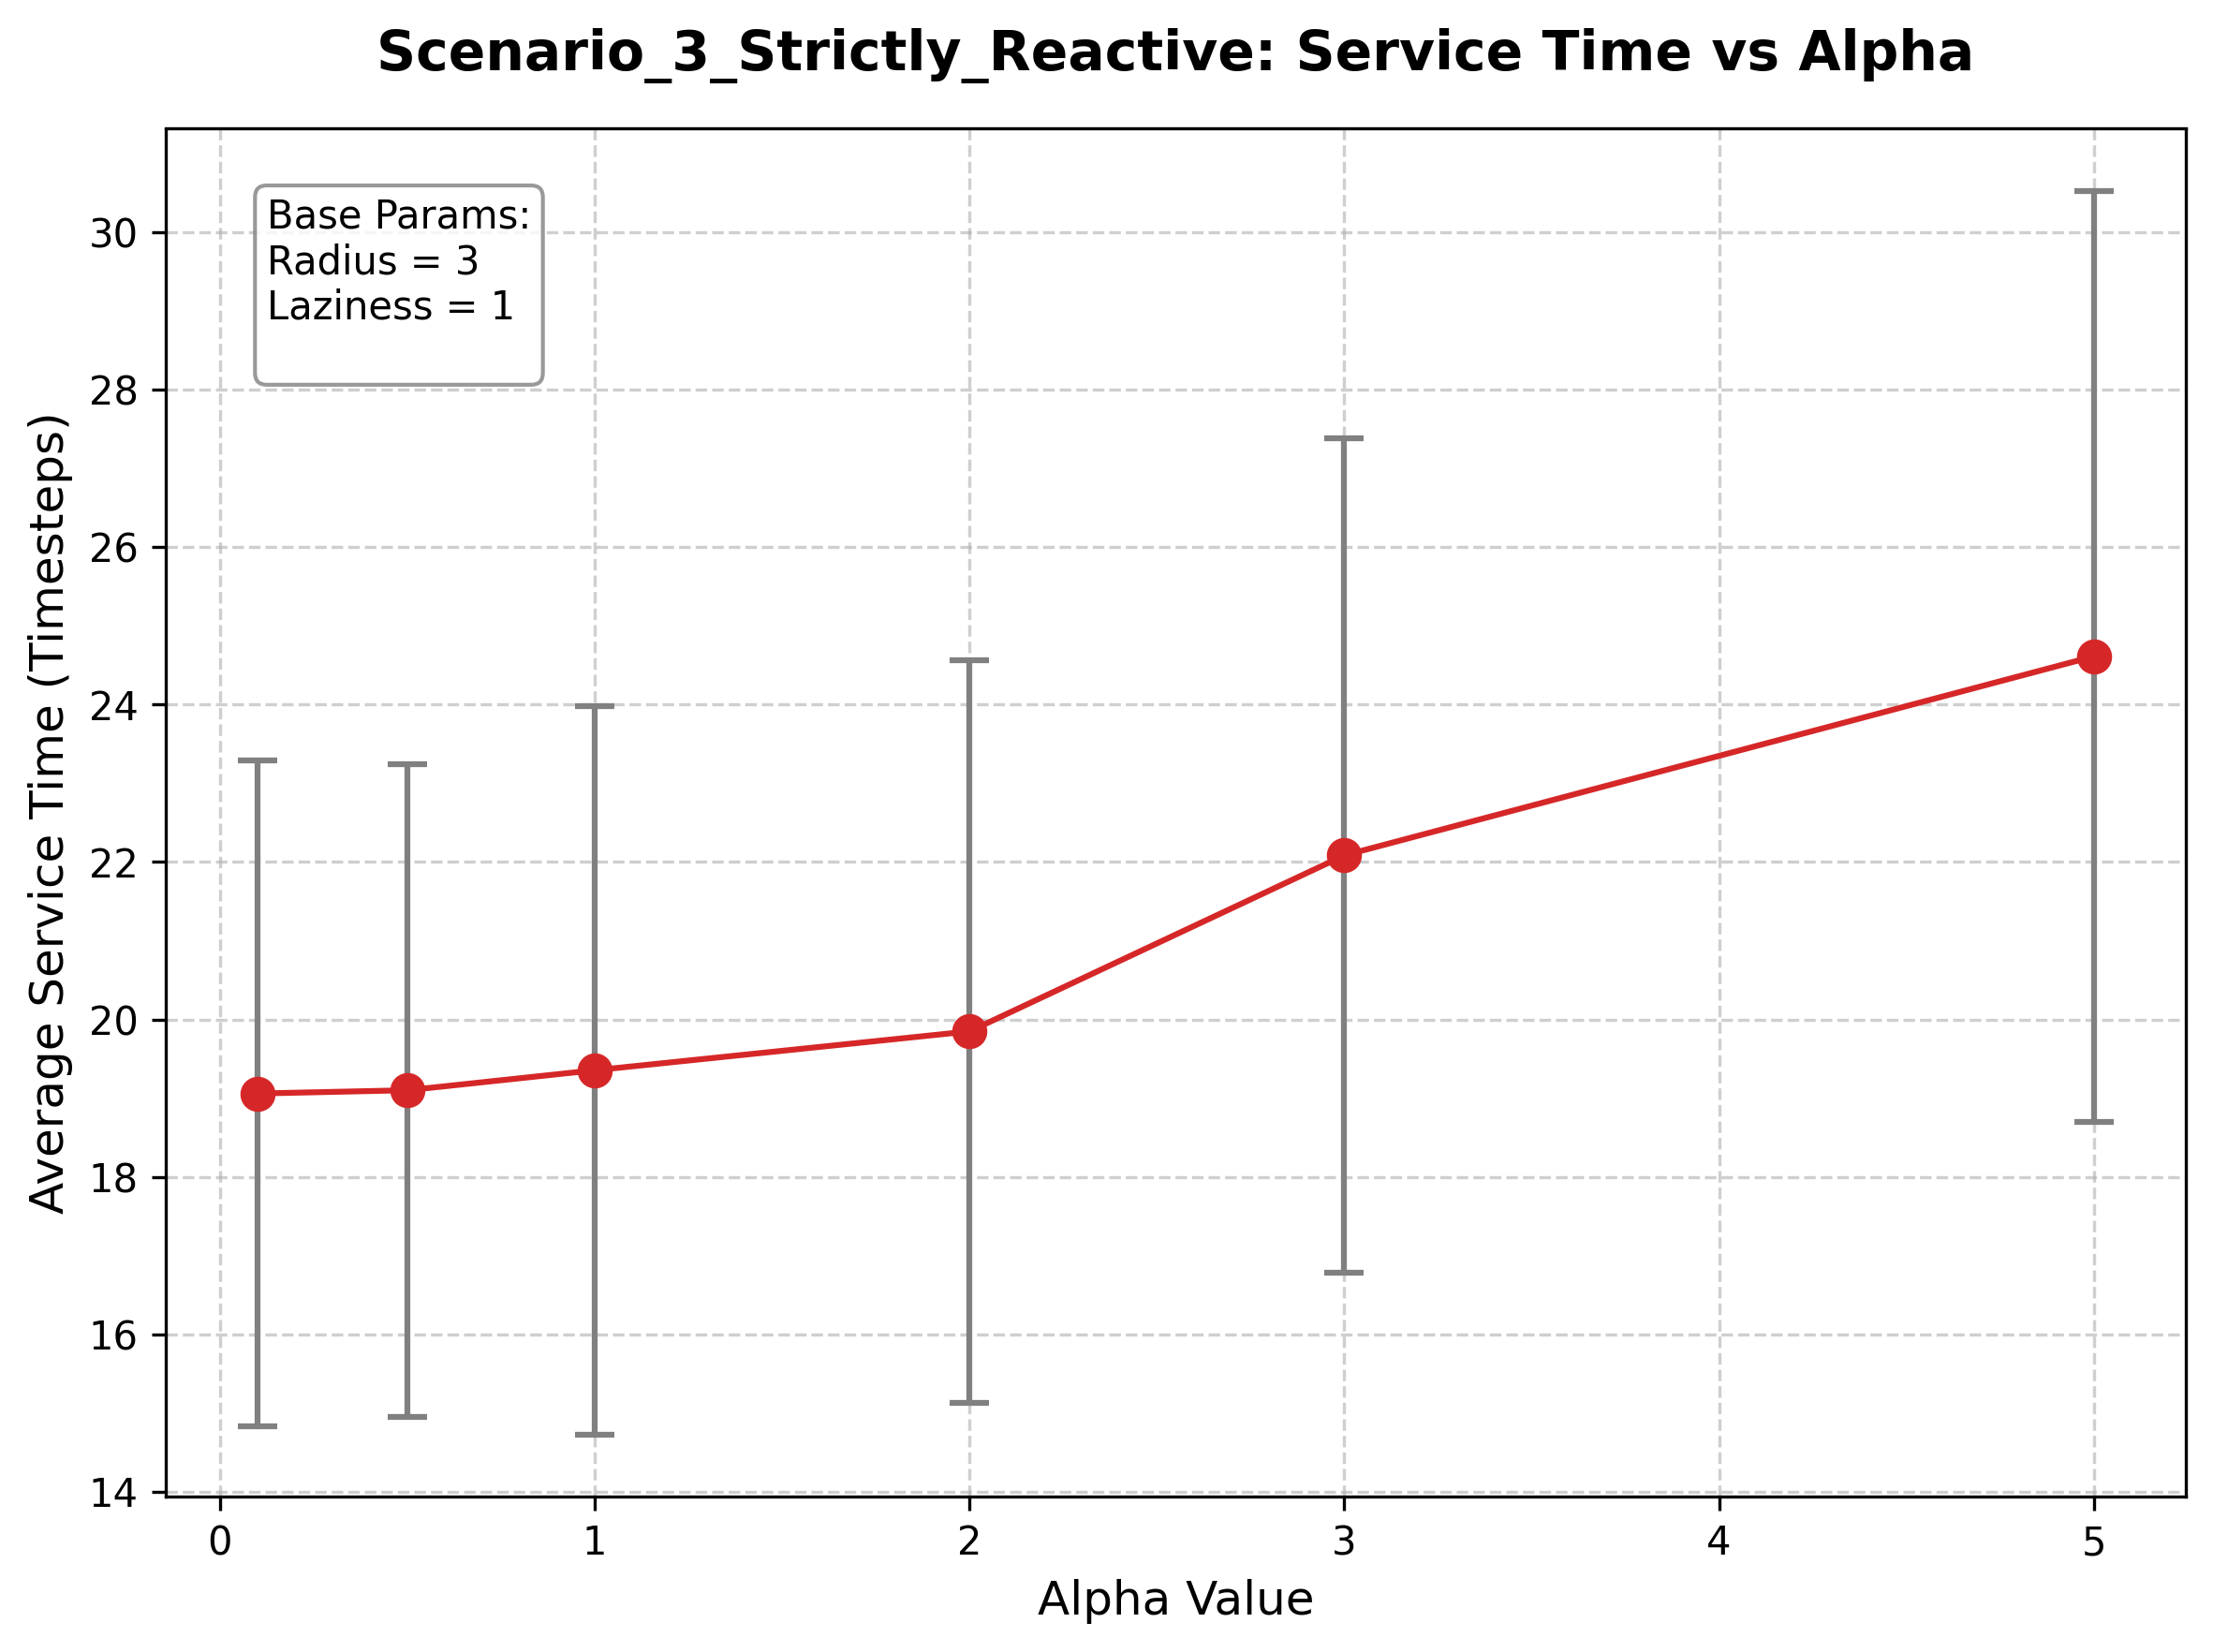 Scenario_3_Strictly_Reactive: Service Time vs Alpha
Base Params:
Radius = 3
Laziness = 1
Average Service Time (Timesteps)
30
28
26
24
22
20
18
16
14
0 1 2 3 4 5
Alpha Value